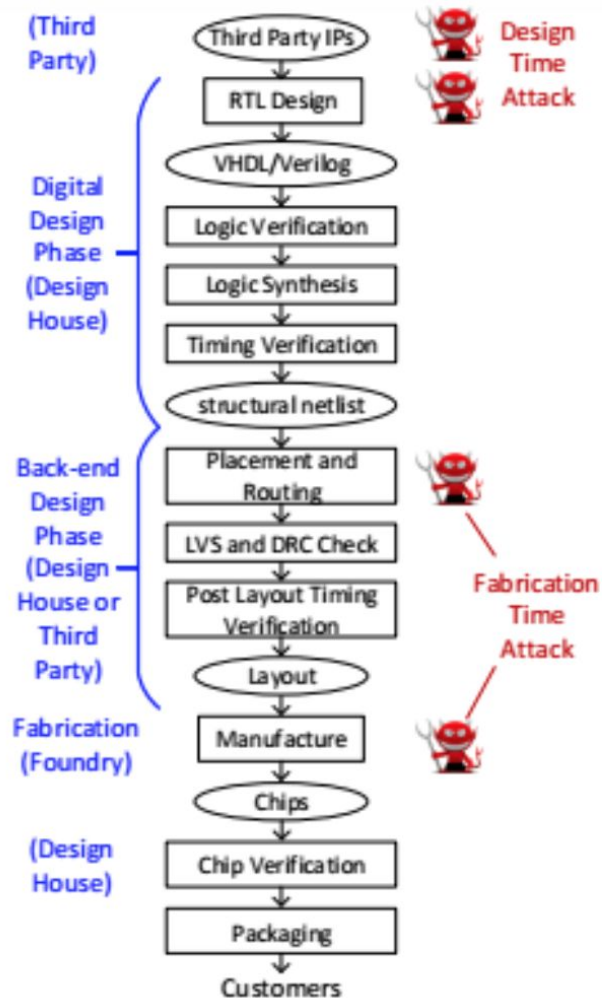 (Third
Party)
Third Party IPs
Design
Time
Attack
RTL Design
VHDL/Verilog
Digital
Design
Phase
(Design
House)
Logic Verification
Logic Synthesis
Timing Verification
structural netlist
Back-end
Design
Phase
(Design
House or
Third
Party)
Placement and
Routing
LVS and DRC Check
Post Layout Timing
Verification
Layout
Fabrication
Time
Attack
Fabrication
(Foundry)
Manufacture
Chips
(Design
House)
Chip Verification
Packaging
Customers